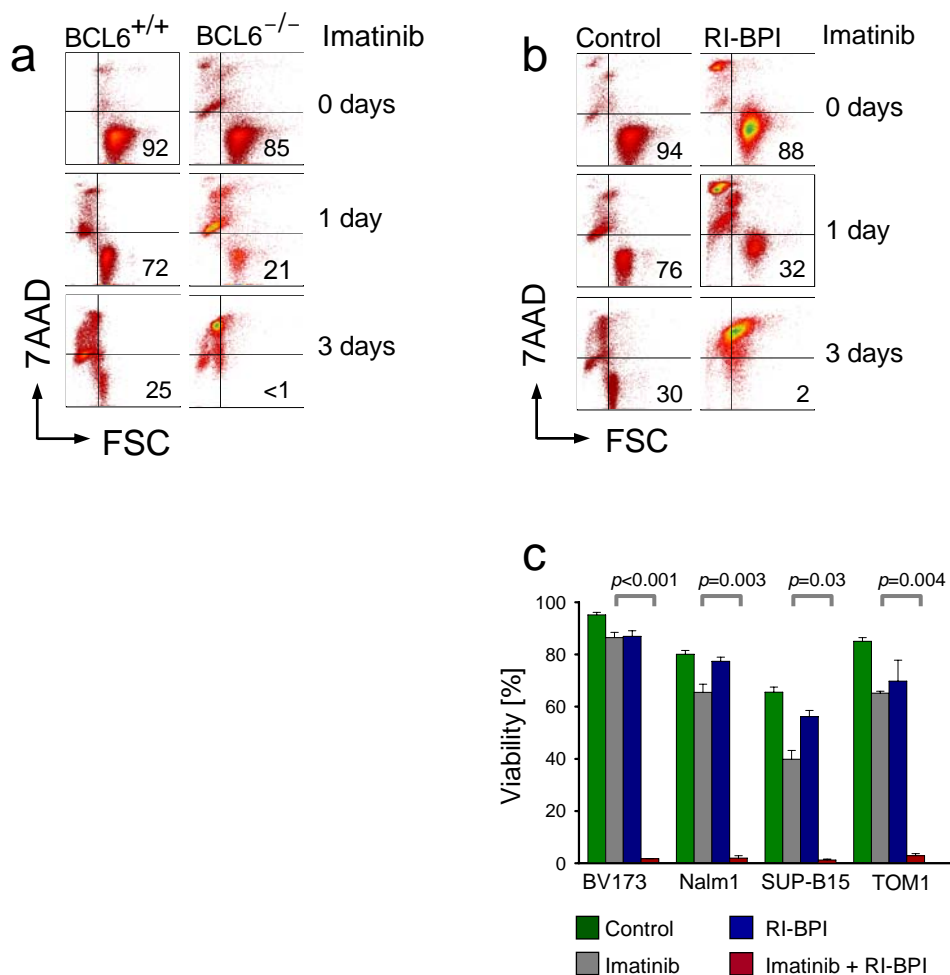 a
BCL6+/+ BCL6−/− Imatinib
92 85 0 days
72 21 1 day
25 <1 3 days
7AAD
FSC
b
Control RI-BPI Imatinib
94 88 0 days
76 32 1 day
30 2 3 days
7AAD
FSC
c
p<0.001 p=0.003 p=0.03 p=0.004
Viability [%]
100
80
60
40
20
0
BV173 Nalm1 SUP-B15 TOM1
Control RI-BPI
Imatinib Imatinib + RI-BPI